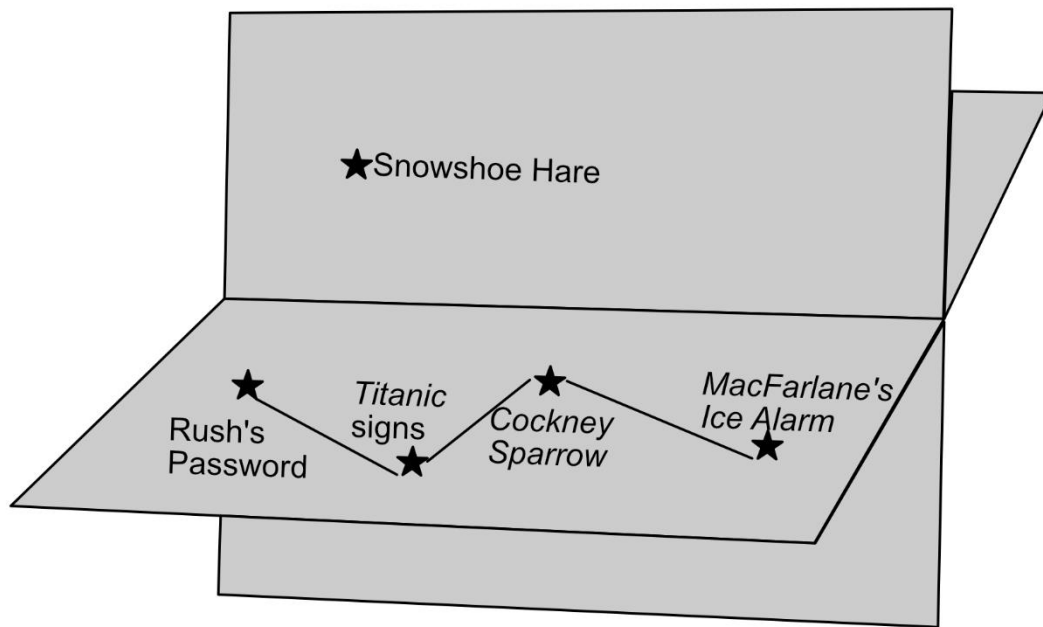 Snowshoe Hare
Rush's
Password
Titanic
signs
Cockney
Sparrow
MacFarlane's
Ice Alarm